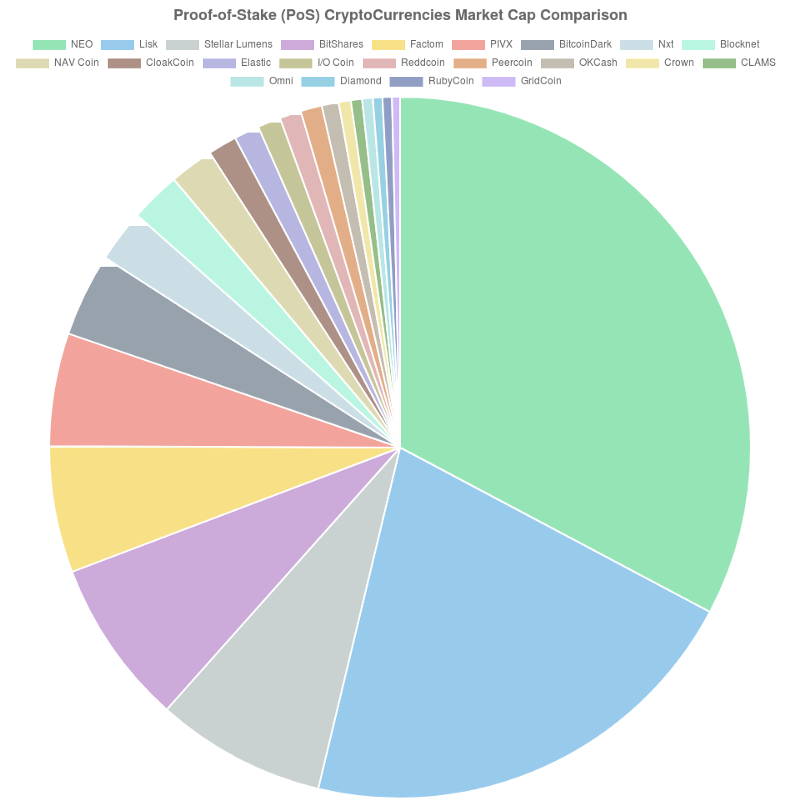 Proof-of-Stake (PoS) CryptoCurrencies Market Cap Comparison
NEO Lisk Stellar Lumens BitShares Factom PIVX BitcoinDark Nxt Blocknet
NAV Coin CloakCoin Elastic I/O Coin Reddcoin Peercoin OKCash Crown CLAMS
Omni Diamond RubyCoin GridCoin